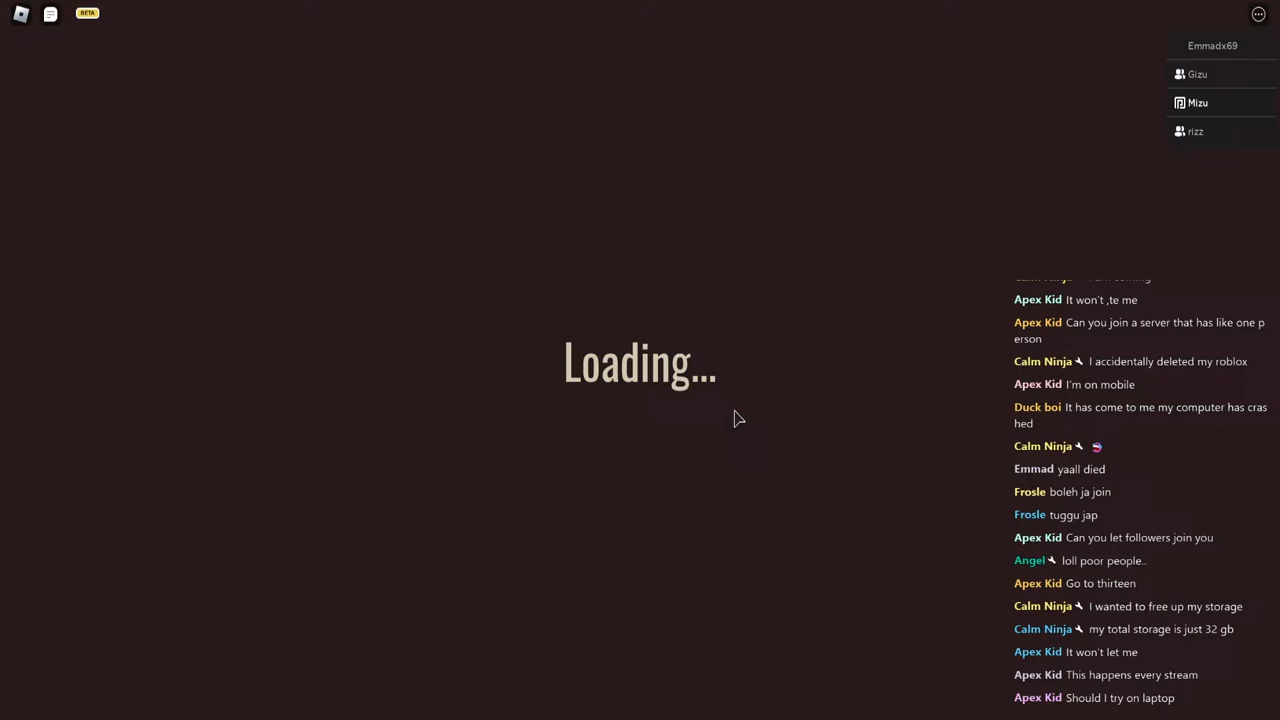 BETA
Emmadx69
Gizu
Mizu
rizz
Loading...
Apex Kid It won't ,te me
Apex Kid Can you join a server that has like one p
erson
Calm Ninja I accidentally deleted my roblox
Apex Kid I'm on mobile
Duck boi It has come to me my computer has cras
hed
Calm Ninja
Emmad yaall died
Frosle boleh ja join
Frosle tuggu jap
Apex Kid Can you let followers join you
Angel loll poor people..
Apex Kid Go to thirteen
Calm Ninja I wanted to free up my storage
Calm Ninja my total storage is just 32 gb
Apex Kid It won't let me
Apex Kid This happens every stream
Apex Kid Should I try on laptop